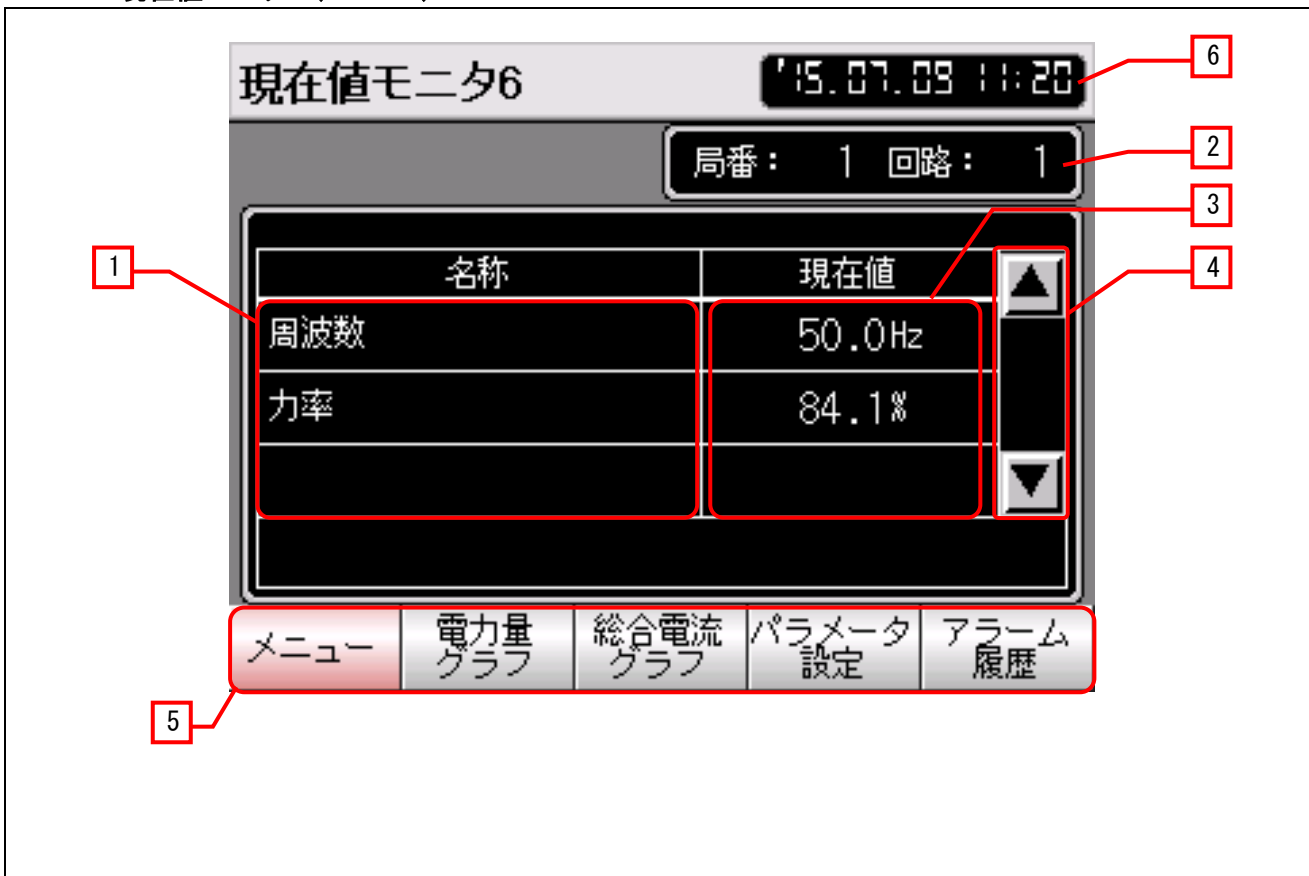 現在値モニタ6
'15.07.09 11:20
6
局番： 1 回路： 1
2
3
1
名称 現在値
▲
4
周波数 50.0Hz
力率 84.1%
▼
メニュー 電力量グラフ 総合電流グラフ パラメータ設定 アラーム履歴
5